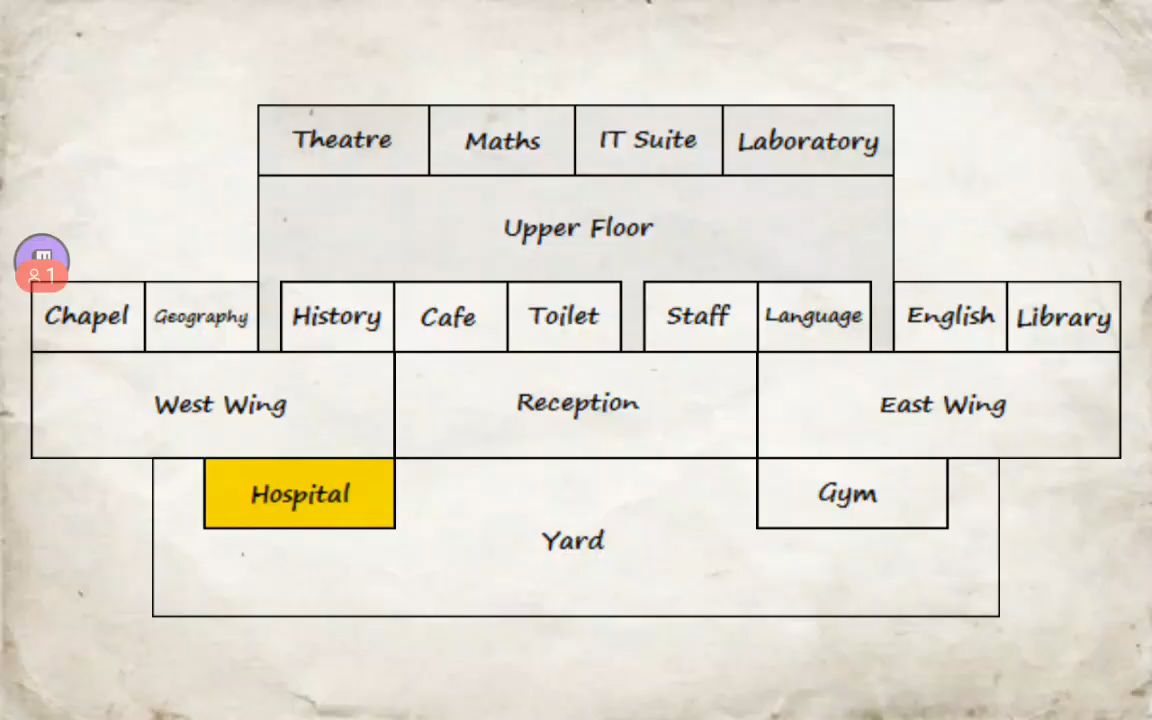 Theatre
Maths
IT Suite
Laboratory
Upper Floor
1
Chapel
Geography
History
Cafe
Toilet
Staff
Language
English
Library
West Wing
Reception
East Wing
Hospital
Gym
Yard